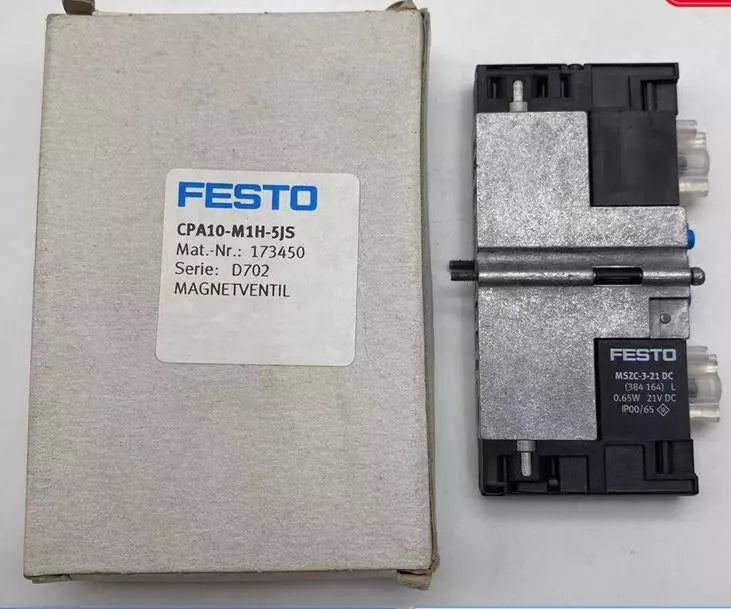 FESTO
CPA10-M1H-5JS
Mat.-Nr.: 173450
Serie: D702
MAGNETVENTIL
FESTO
MSZC-3-21 DC
(384 164) L
0.65W 21V DC
IP00/65